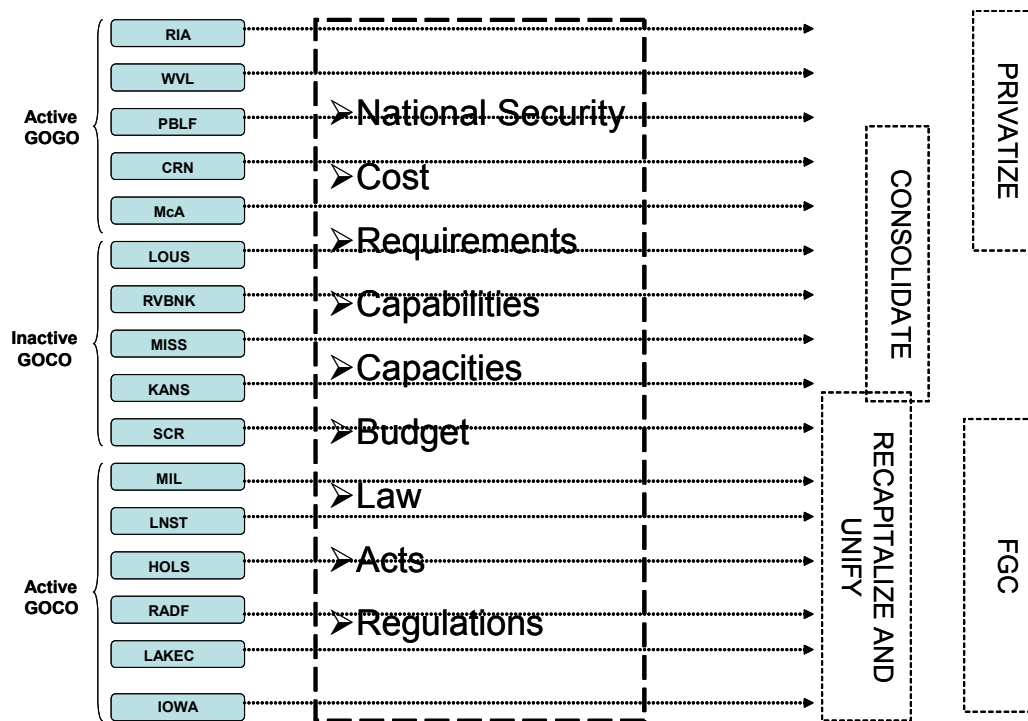 Active
GOGO
RIA
WVL
PBLF
CRN
McA
Inactive
GOCO
LOUS
RVBNK
MISS
KANS
SCR
Active
GOCO
MIL
LNST
HOLS
RADF
LAKEC
IOWA
➢National Security
➢Cost
➢Requirements
➢Capabilities
➢Capacities
➢Budget
➢Law
➢Acts
➢Regulations
CONSOLIDATE
RECAPITALIZE AND
UNIFY
PRIVATIZE
FGC